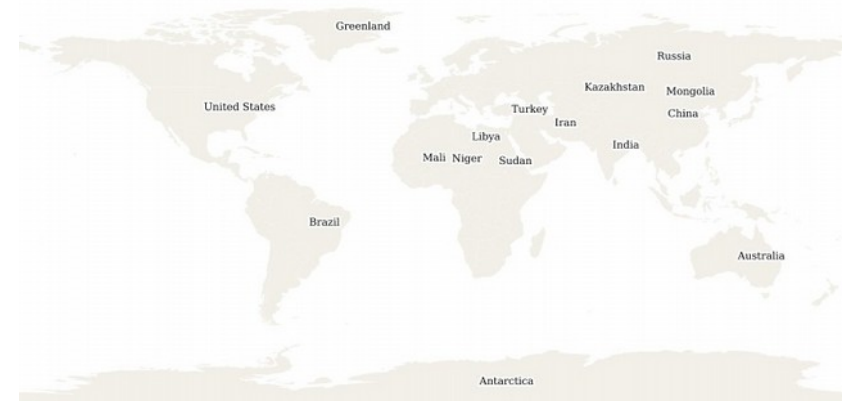 Greenland
Russia
Kazakhstan
Mongolia
United States
Turkey
China
Iran
Libya
India
Mali
Niger
Sudan
Brazil
Australia
Antarctica